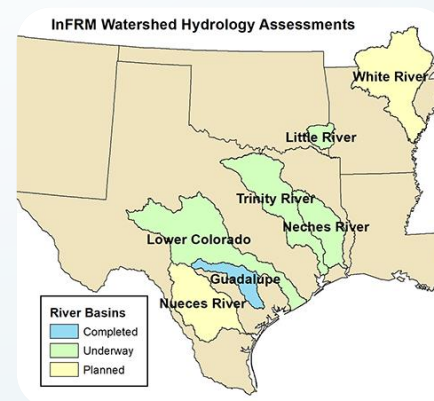 InFRM Watershed Hydrology Assessments
White River
Little River
Trinity River
Neches River
Lower Colorado
Guadalupe
Nueces River
River Basins
Completed
Underway
Planned